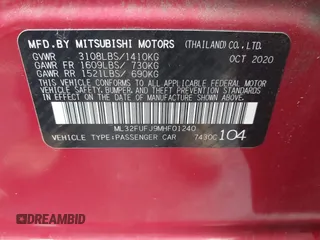 MFD.BY MITSUBISHI MOTORS (THAILAND) CO., LTD.
GVWR 3108LBS/1410KG OCT 2020
GAWR FR 1609LBS/ 730KG
GAWR RR 1521LBS/ 690KG
THIS VEHICLE CONFORMS TO ALL APPLICABLE
FEDERAL MOTOR VEHICLE SAFETY, BUMPER, AND
THEFT PREVENTION STANDARDS IN EFFECT ON
THE DATE OF MANUFACTURE SHOWN ABOVE.
ML32FUFJ9MHF01240
VEHICLE TYPE:PASSENGER CAR 7430C 104
DREAMBID